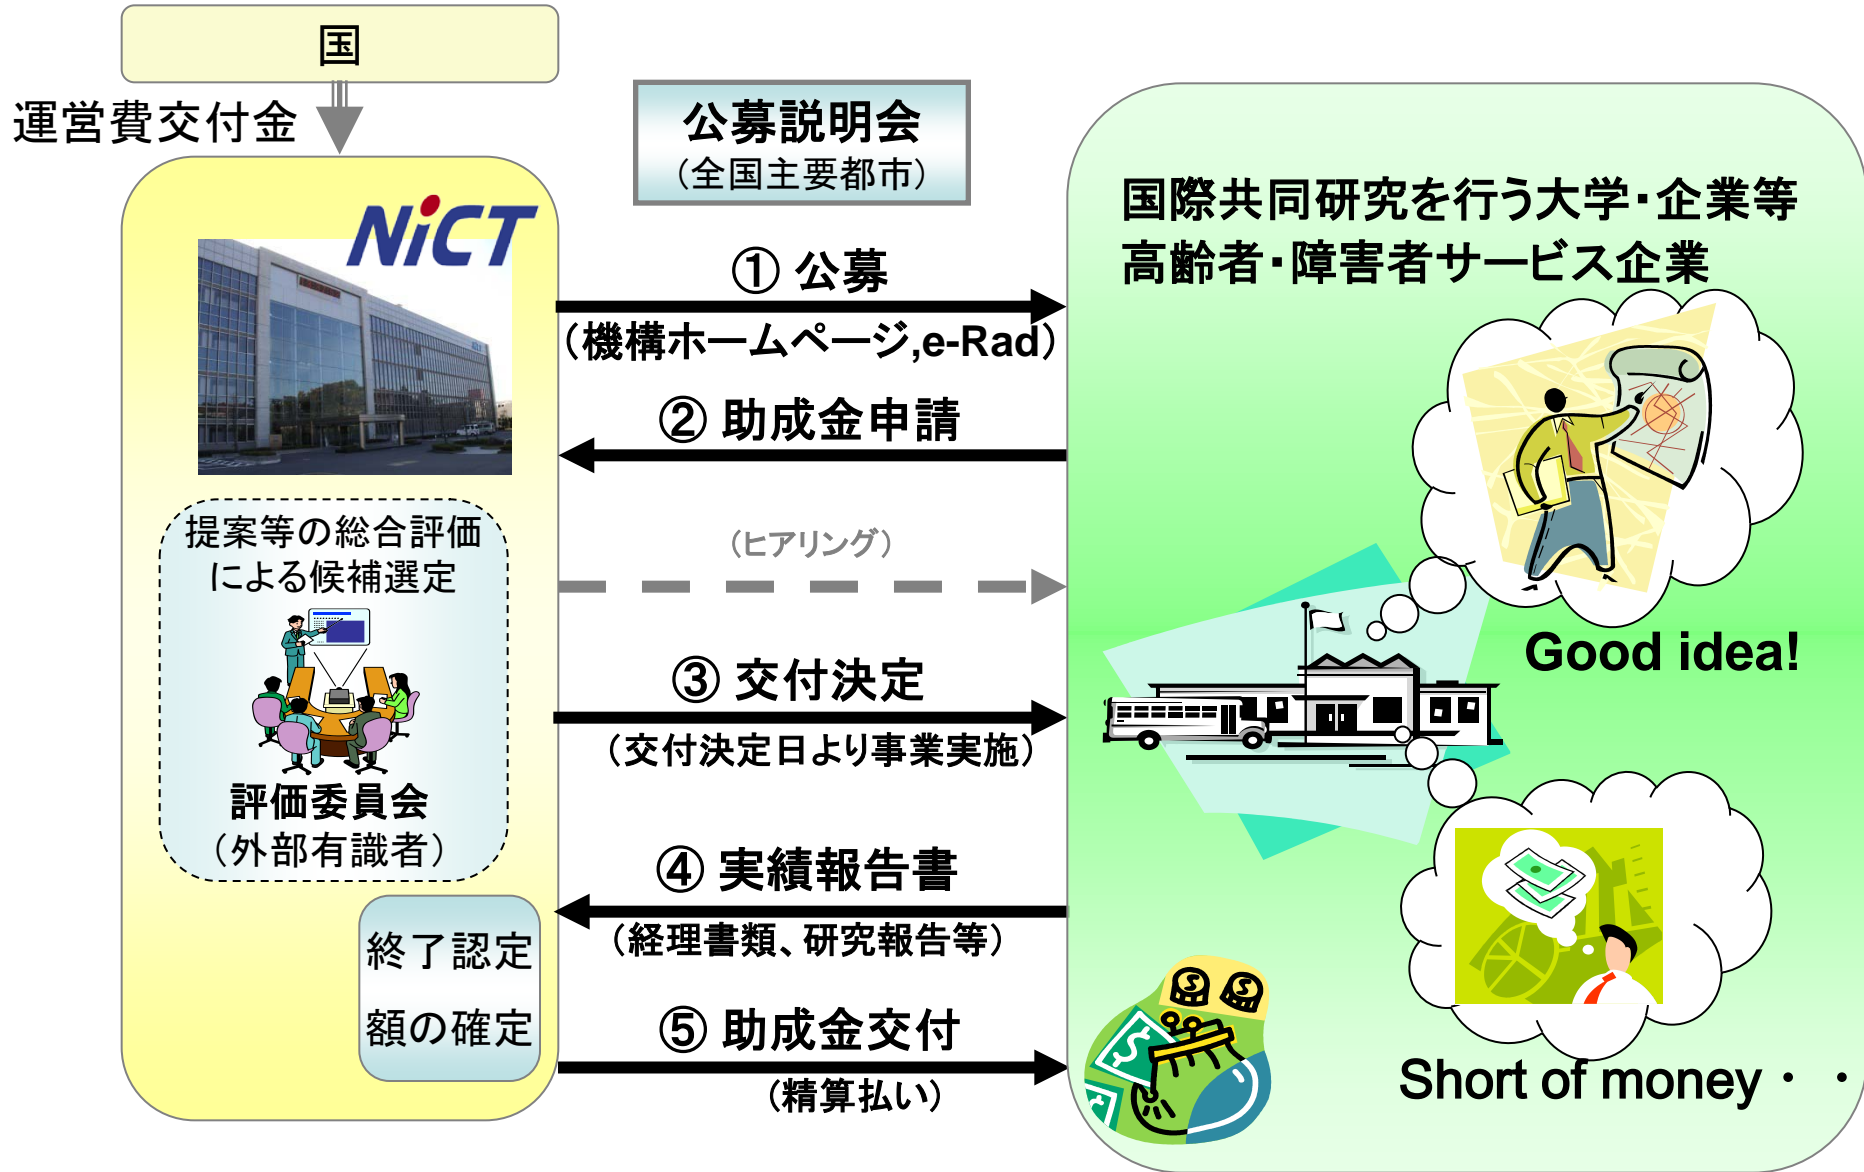 国
運営費交付金
NiCT
提案等の総合評価
による候補選定
評価委員会
（外部有識者）
終了認定
額の確定
公募説明会
（全国主要都市）
① 公募
（機構ホームページ,e-Rad）
② 助成金申請
（ヒアリング）
③ 交付決定
（交付決定日より事業実施）
④ 実績報告書
（経理書類、研究報告等）
⑤ 助成金交付
（精算払い）
国際共同研究を行う大学・企業等
高齢者・障害者サービス企業
Good idea!
Short of money・・